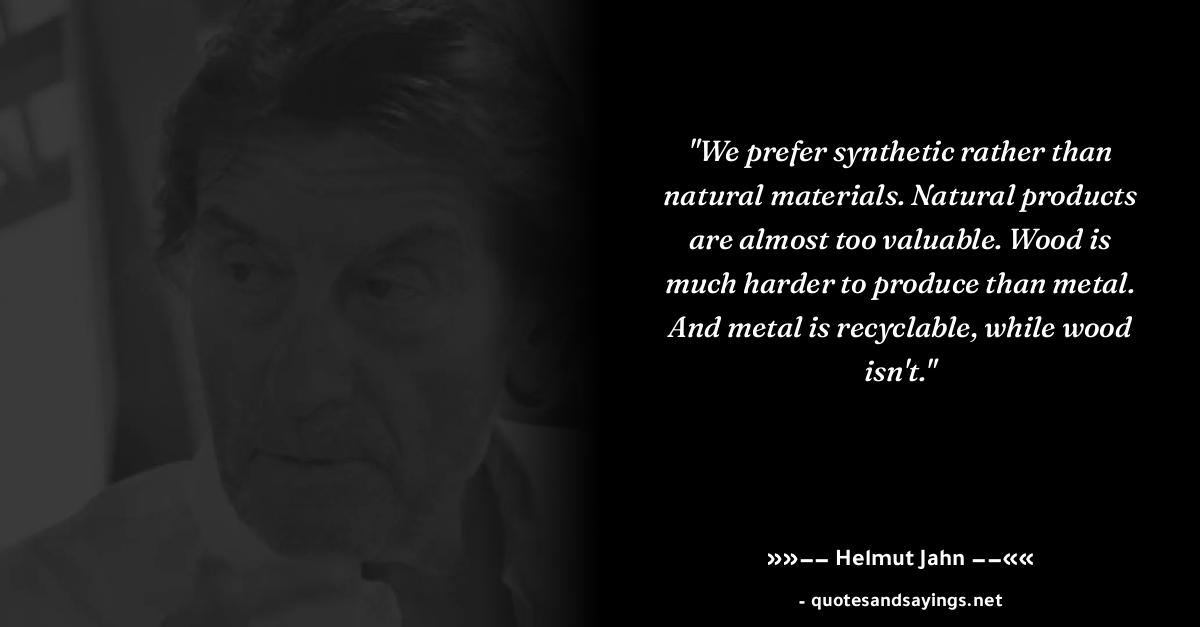 "We prefer synthetic rather than
natural materials. Natural products
are almost too valuable. Wood is
much harder to produce than metal.
And metal is recyclable, while wood
isn't."
»»−− Helmut Jahn −−««
- quotesandsayings.net